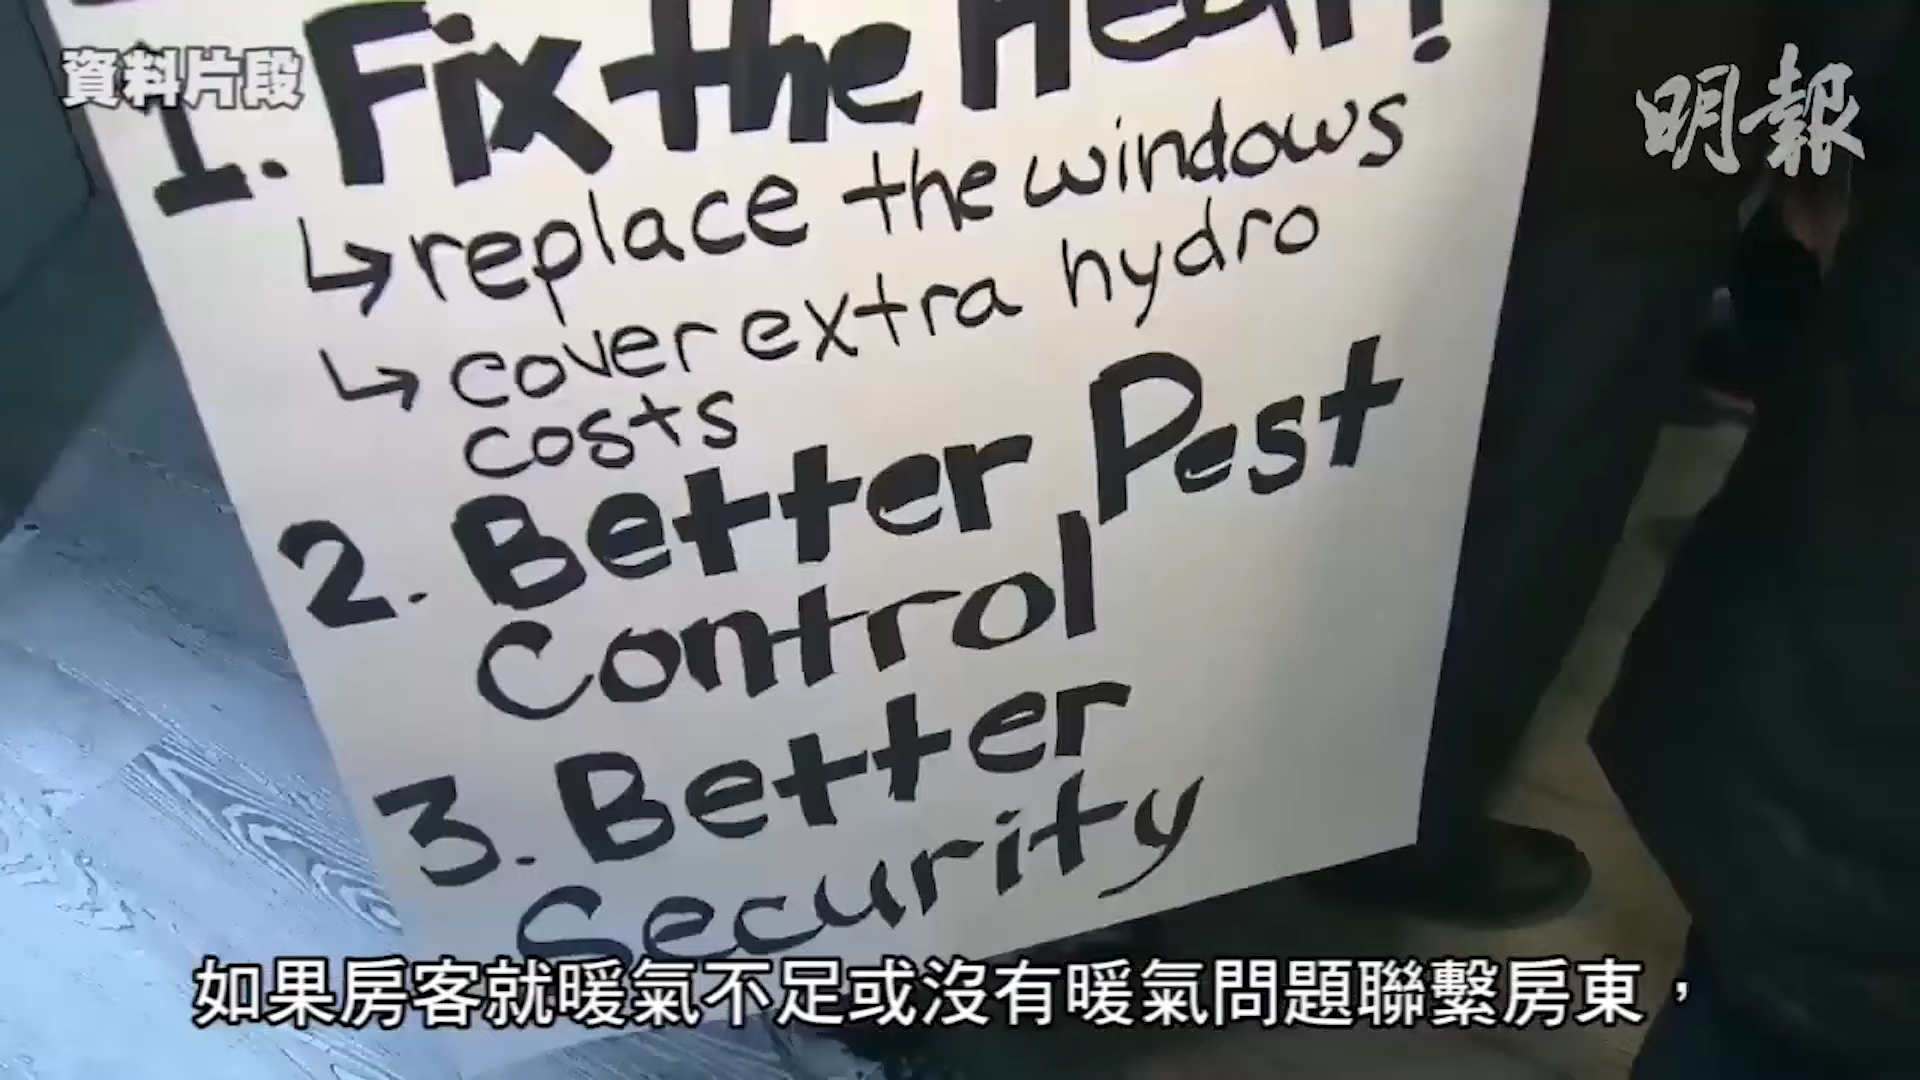 資料片段
明報
1. Fix the Heat!
↳ replace the windows
↳ cover extra hydro
costs
2. Better Pest
Control
3. Better
Security
如果房客就暖氣不足或沒有暖氣問題聯繫房東，